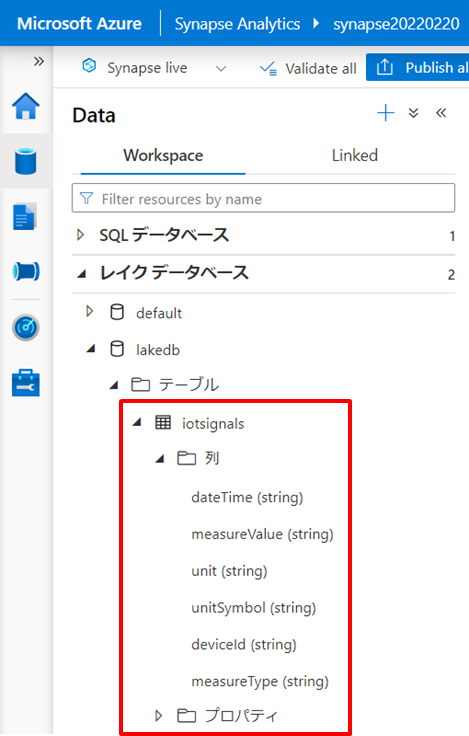 Microsoft Azure Synapse Analytics synapse20220220
Synapse live Validate all Publish al
Data
Workspace Linked
Filter resources by name
SQL データベース 1
レイク データベース 2
default
lakedb
テーブル
iotsignals
列
dateTime (string)
measureValue (string)
unit (string)
unitSymbol (string)
deviceId (string)
measureType (string)
プロパティ